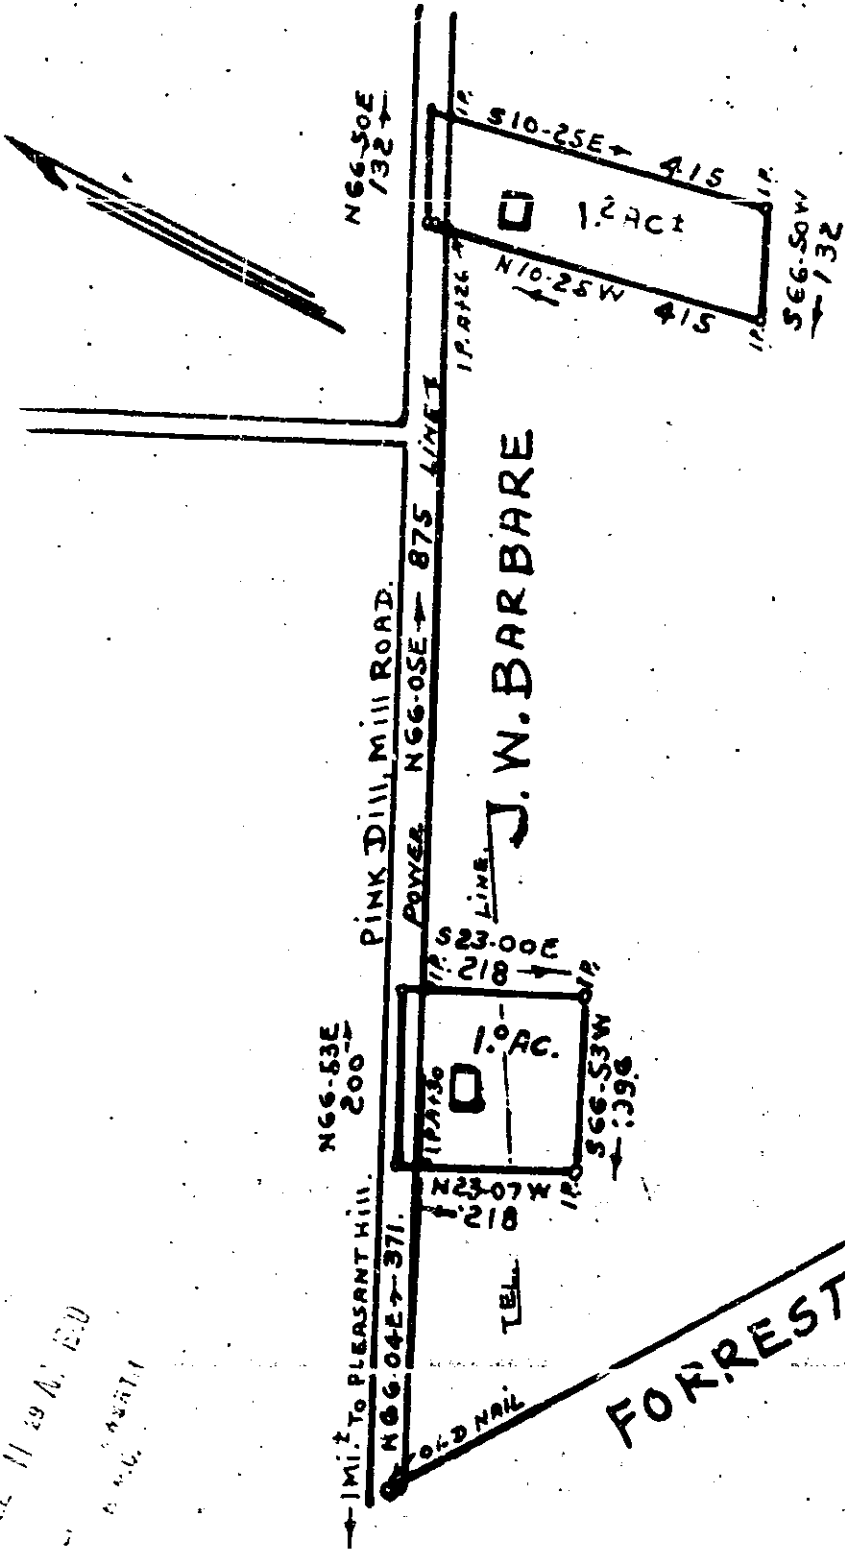 ← 1 MI.± TO PLEASANT HILL.
PINK DILL, MILL ROAD.
N66-04E → 371.
POWER
N66-05E → 875
LINE
OLD NAIL
N66-53E
200 →
I.P. A+30
I.P.
1.0 AC.
S23-00E
218 →
I.P.
S66-53W
←
I.P.
N23-07W
218
TEL.
LINE.
J. W. BARBARE
N66-50E
132 →
I.P.
I.P. A+26
S10-25E →
415
1.2 AC ±
N10-25W
←
415
I.P.
I.P.
S66-50W
← 132
FORREST